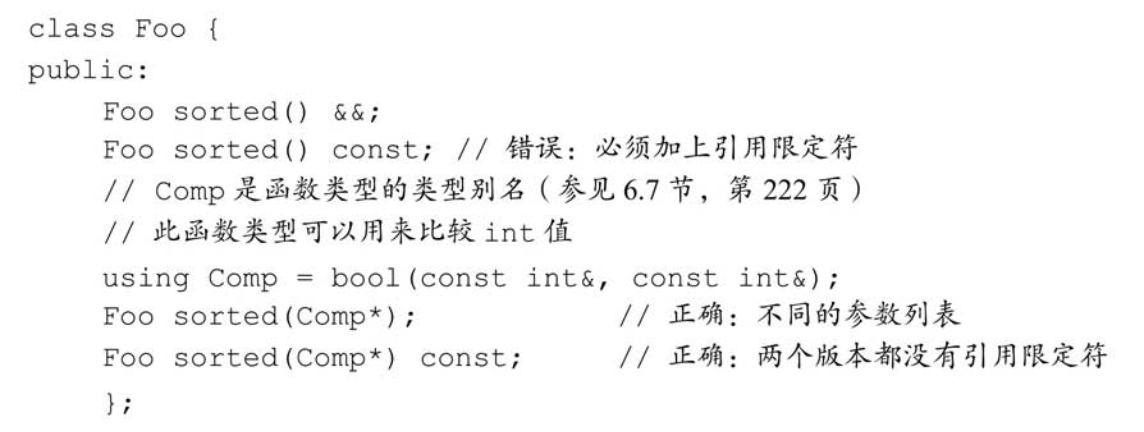 class Foo {
public:
Foo sorted() &&;
Foo sorted() const; // 错误：必须加上引用限定符
// Comp 是函数类型的类型别名（参见 6.7 节，第 222 页）
// 此函数类型可以用来比较 int 值
using Comp = bool(const int&, const int&);
Foo sorted(Comp*); // 正确：不同的参数列表
Foo sorted(Comp*) const; // 正确：两个版本都没有引用限定符
};